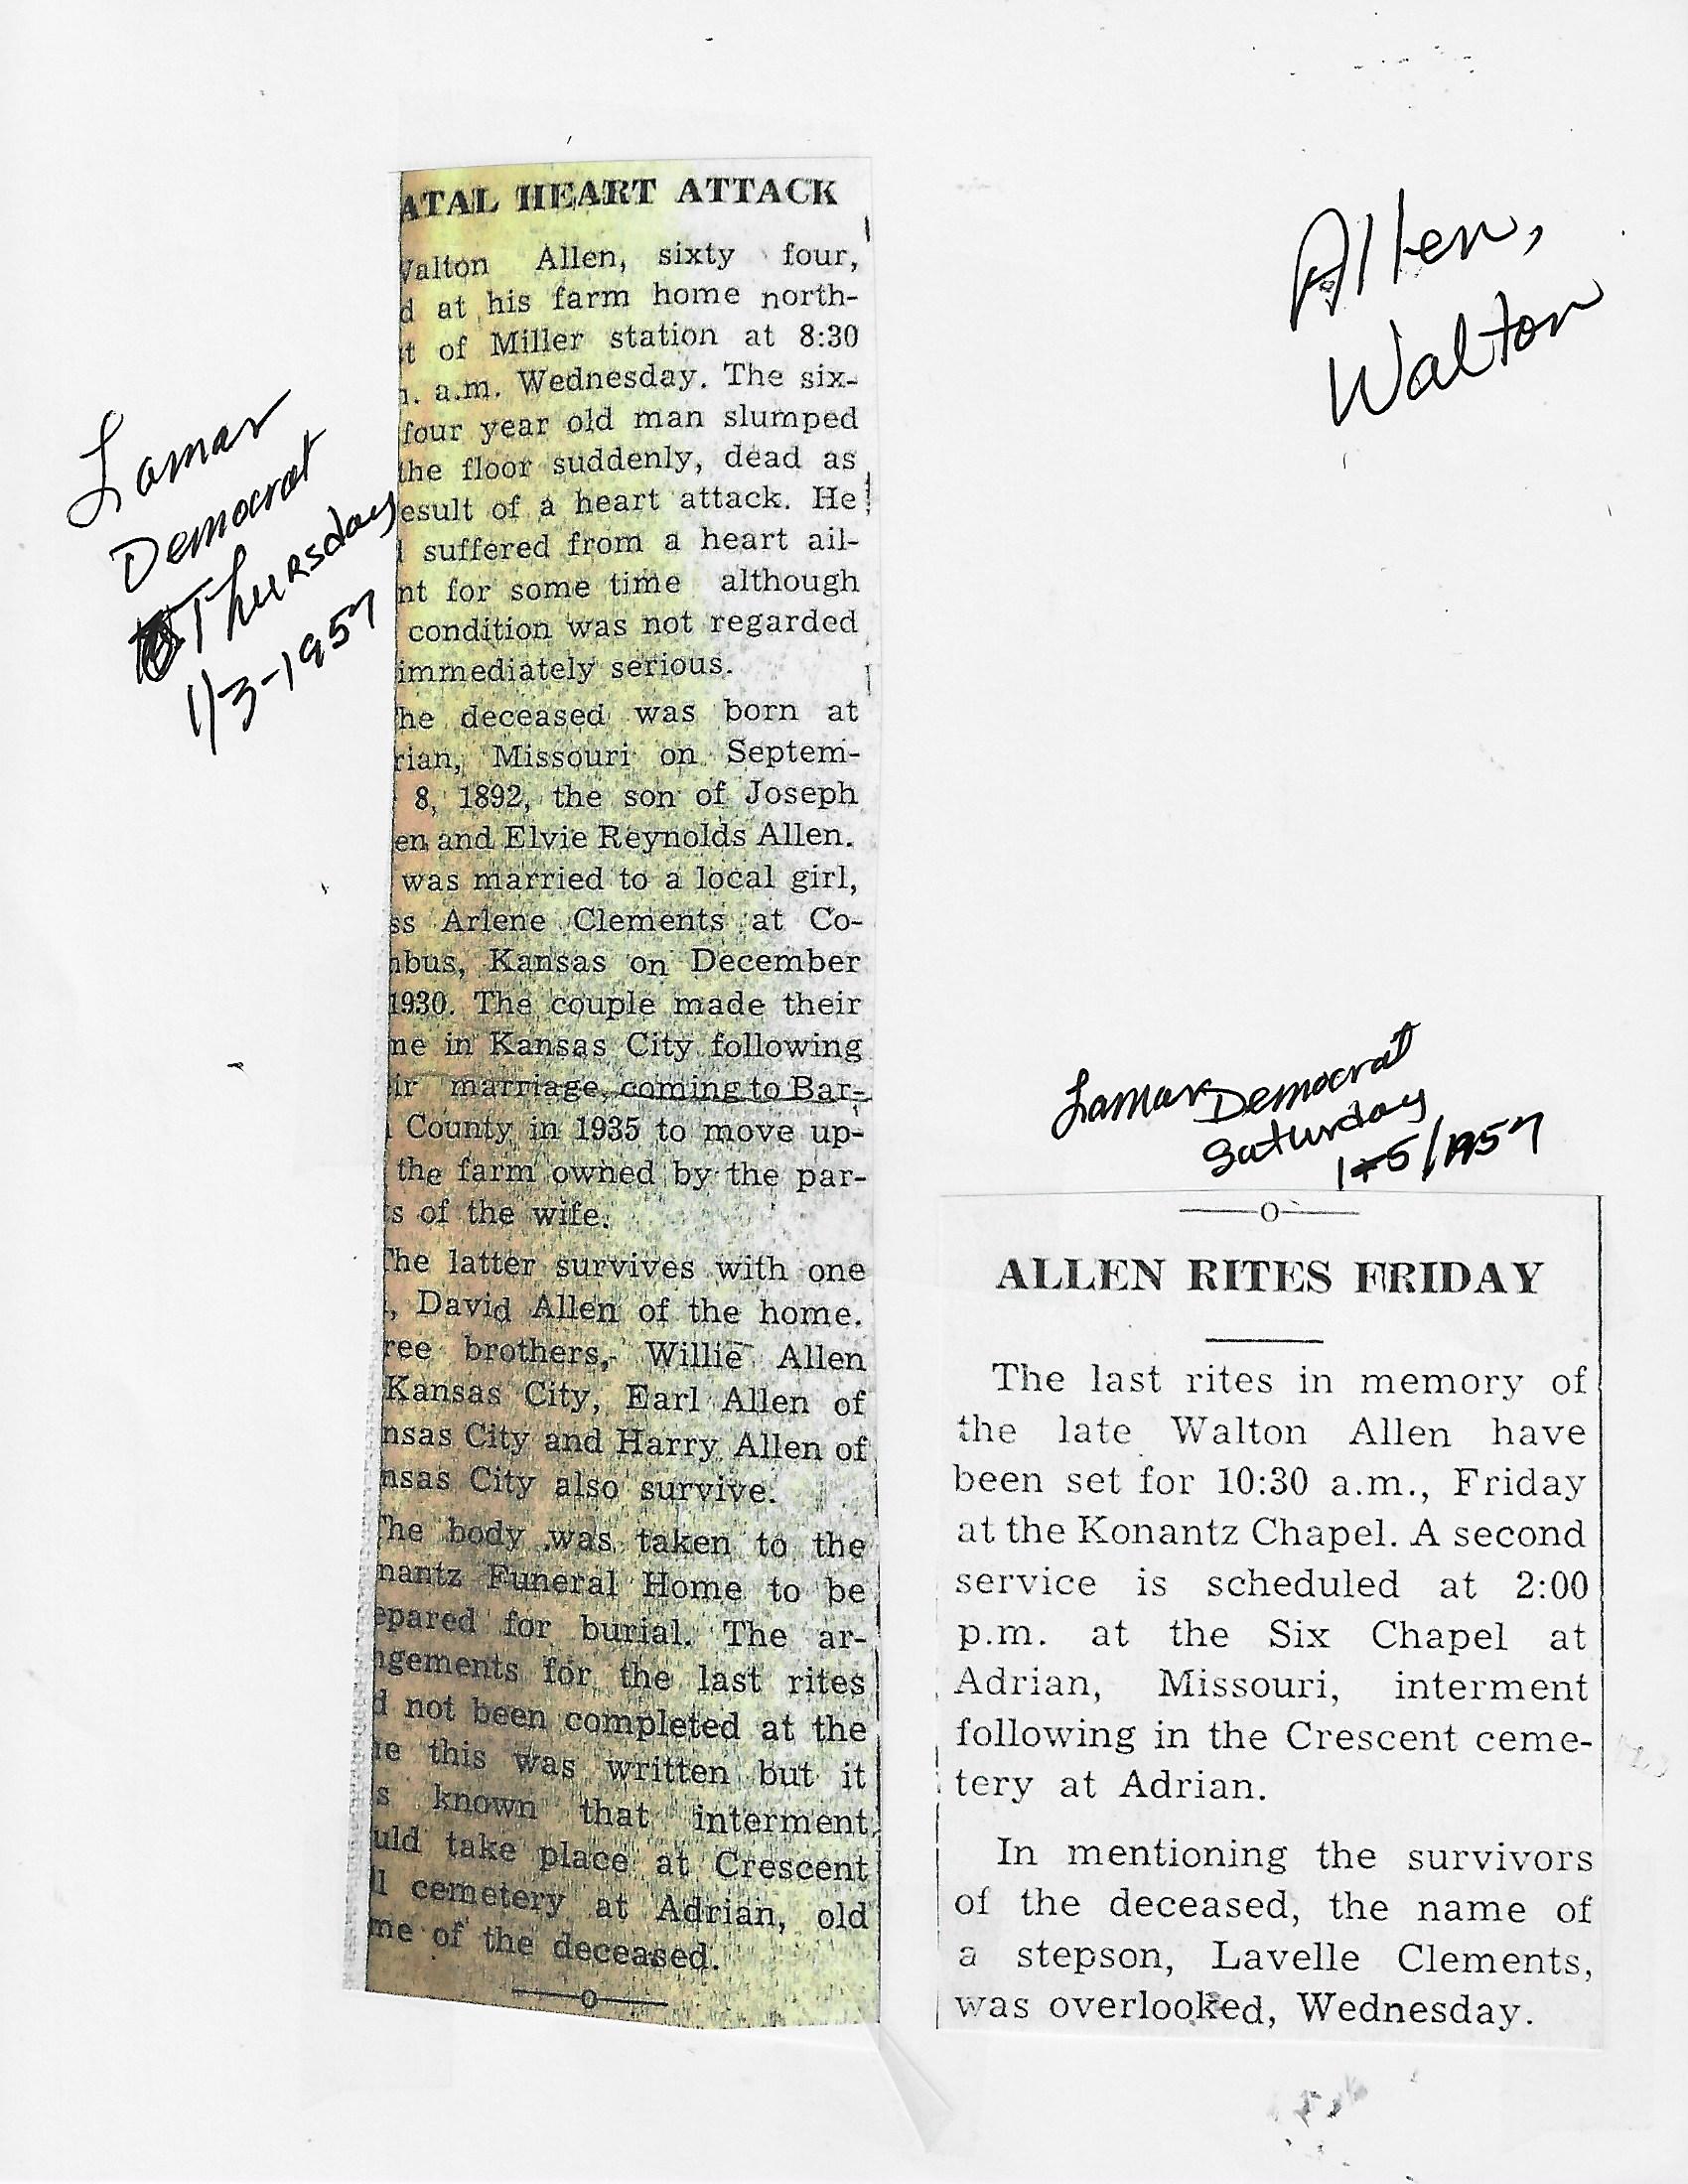 Allen,
Walton
Lamar
Democrat
Thursday
1/3-1957
ATAL HEART ATTACK
Walton Allen, sixty four,
d at his farm home north-
t of Miller station at 8:30
. a.m. Wednesday. The six-
four year old man slumped
the floor suddenly, dead as
esult of a heart attack. He
suffered from a heart ail-
nt for some time although
condition was not regarded
immediately serious.
he deceased was born at
rian, Missouri on Septem-
8, 1892, the son of Joseph
en and Elvie Reynolds Allen.
was married to a local girl,
ss Arlene Clements at Co-
bus, Kansas on December
1930. The couple made their
me in Kansas City following
ir marriage, coming to Bar-
County in 1935 to move up-
the farm owned by the par-
s of the wife.
The latter survives with one
, David Allen of the home.
ree brothers, Willie Allen
Kansas City, Earl Allen of
nsas City and Harry Allen of
nsas City also survive.
The body was taken to the
nantz Funeral Home to be
epared for burial. The ar-
ngements for the last rites
d not been completed at the
e this was written but it
s known that interment
uld take place at Crescent
ll cemetery at Adrian, old
me of the deceased.
o
Lamar Democrat
Saturday
1-5/1957
o
ALLEN RITES FRIDAY
The last rites in memory of
the late Walton Allen have
been set for 10:30 a.m., Friday
at the Konantz Chapel. A second
service is scheduled at 2:00
p.m. at the Six Chapel at
Adrian, Missouri, interment
following in the Crescent ceme-
tery at Adrian.
In mentioning the survivors
of the deceased, the name of
a stepson, Lavelle Clements,
was overlooked, Wednesday.